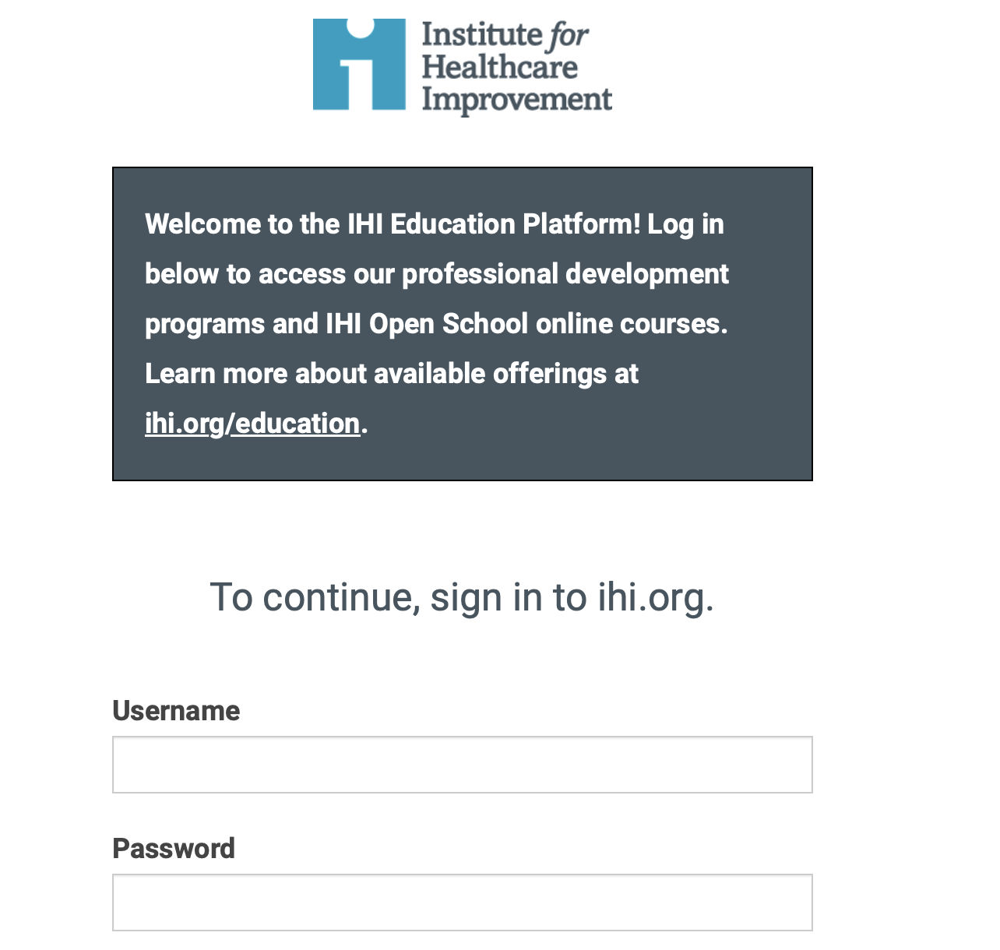 Institute for
Healthcare
Improvement
Welcome to the IHI Education Platform! Log in
below to access our professional development
programs and IHI Open School online courses.
Learn more about available offerings at
ihi.org/education.
To continue, sign in to ihi.org.
Username
Password